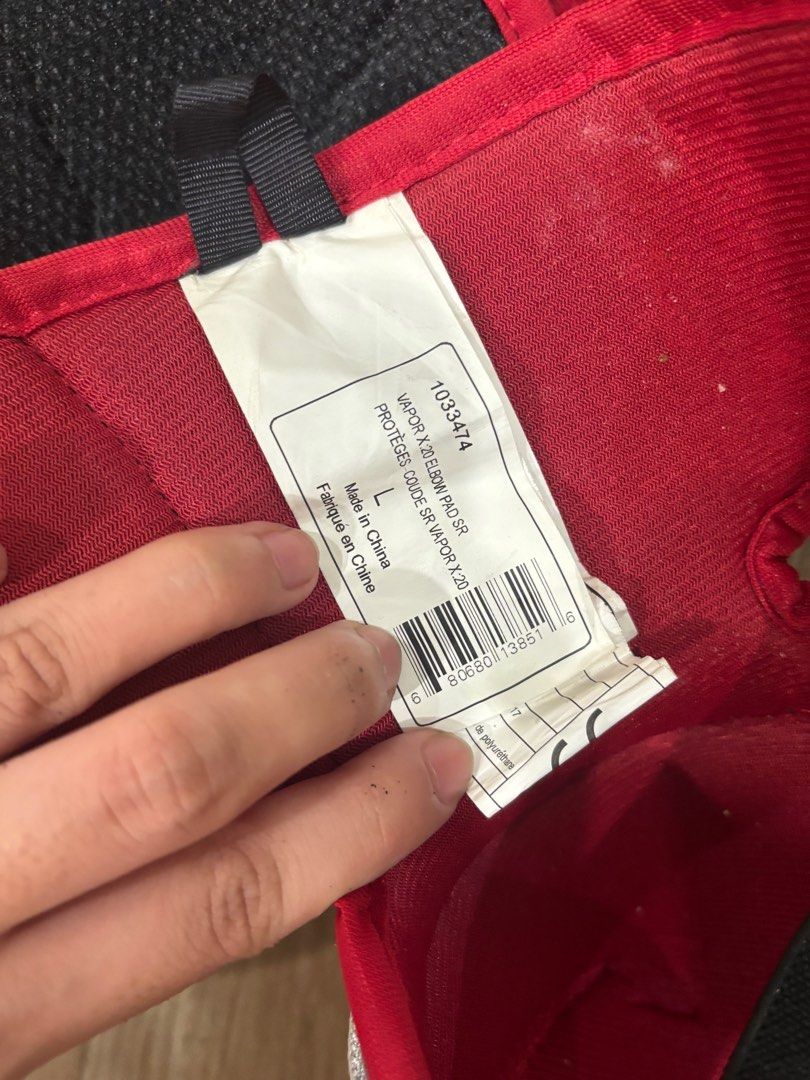 1033474
VAPOR X:20 ELBOW PAD SR
PROTÈGES COUDE SR VAPOR X:20
L
Made in China
Fabriqué en Chine
6 80680 13851 6
17
de polyuréthane